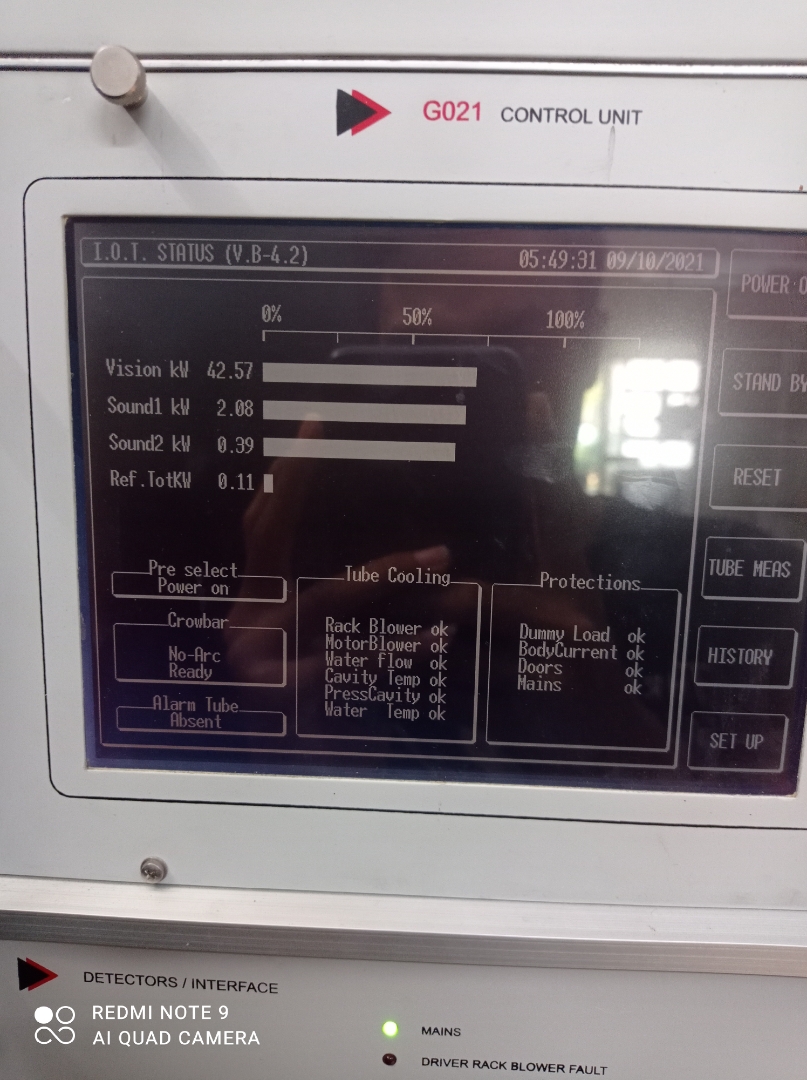 G021 CONTROL UNIT
I.O.T. STATUS (V.B-4.2) 05:49:31 09/10/2021
POWER
0% 50% 100%
Vision kW 42.57
STAND BY
Sound1 kW 2.08
Sound2 kW 0.39
Ref.TotKW 0.11
RESET
Pre select
Power on
Crowbar
No-Arc
Ready
Alarm Tube
Absent
Tube Cooling
Rack Blower ok
MotorBlower ok
Water flow ok
Cavity Temp ok
PressCavity ok
Water Temp ok
Protections
Dummy Load ok
BodyCurrent ok
Doors ok
Mains ok
TUBE MEAS
HISTORY
SET UP
DETECTORS / INTERFACE
REDMI NOTE 9
AI QUAD CAMERA
MAINS
DRIVER RACK BLOWER FAULT